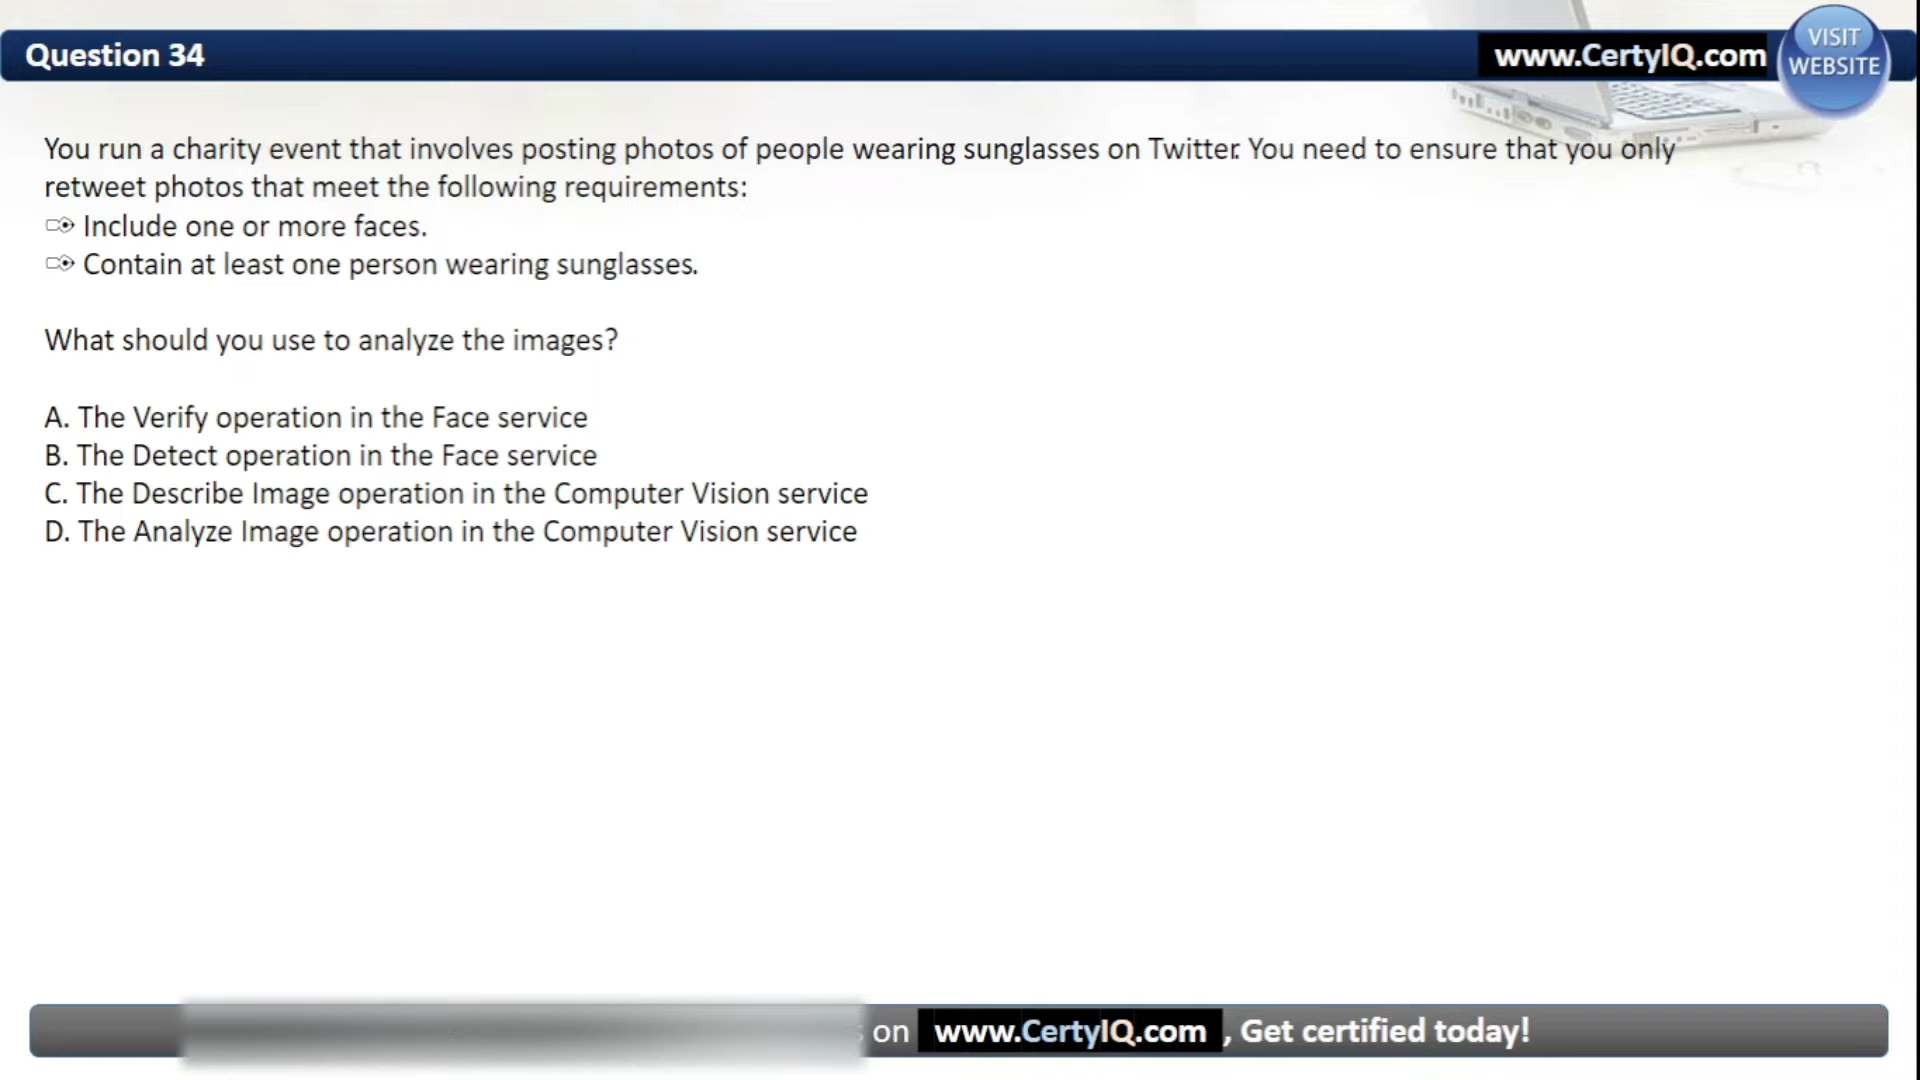 Question 34
www.CertyIQ.com
VISIT
WEBSITE
You run a charity event that involves posting photos of people wearing sunglasses on Twitter. You need to ensure that you only
retweet photos that meet the following requirements:
Include one or more faces.
Contain at least one person wearing sunglasses.
What should you use to analyze the images?
A. The Verify operation in the Face service
B. The Detect operation in the Face service
C. The Describe Image operation in the Computer Vision service
D. The Analyze Image operation in the Computer Vision service
on www.CertyIQ.com , Get certified today!